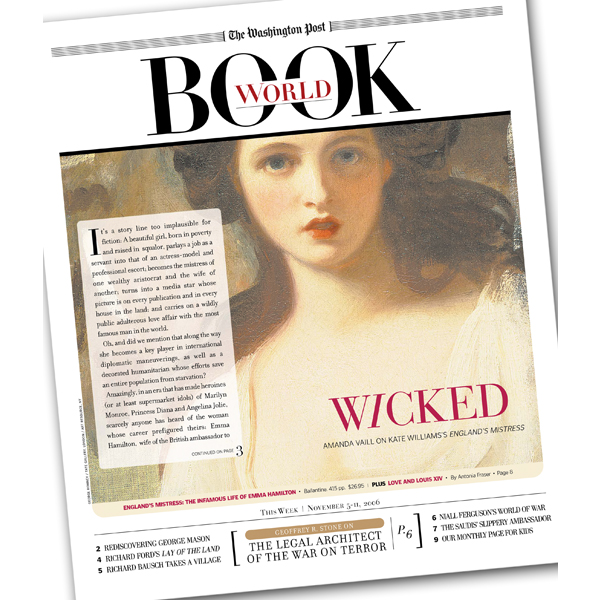 The Washington Post
BOOK
WORLD
It's a story line too implausible for
fiction: A beautiful girl, born in poverty
and raised in squalor, parlays a job as a
servant into that of an actress-model and
professional escort; becomes the mistress of
one wealthy aristocrat and the wife of
another; turns into a media star whose
picture is on every publication and in every
house in the land; and carries on a wildly
public adulterous love affair with the most
famous man in the world.
Oh, and did we mention that along the way
she becomes a key player in international
diplomatic maneuverings, as well as a
decorated humanitarian whose efforts save
an entire population from starvation?
Amazingly, in an era that has made heroines
(or at least supermarket idols) of Marilyn
Monroe, Princess Diana and Angelina Jolie,
scarcely anyone has heard of the woman
whose career prefigured theirs: Emma
Hamilton, wife of the British ambassador to
CONTINUED ON PAGE 3
WICKED
AMANDA VAILL ON KATE WILLIAMS'S ENGLAND'S MISTRESS
ENGLAND'S MISTRESS: THE INFAMOUS LIFE OF EMMA HAMILTON • Ballantine. 415 pp. $26.95 | PLUS LOVE AND LOUIS XIV • By Antonia Fraser • Page 6
THIS WEEK | NOVEMBER 5-11, 2006
2 REDISCOVERING GEORGE MASON
4 RICHARD FORD'S LAY OF THE LAND
5 RICHARD BAUSCH TAKES A VILLAGE
GEOFFREY R. STONE ON
THE LEGAL ARCHITECT
OF THE WAR ON TERROR
P.6
6 NIALL FERGUSON'S WORLD OF WAR
7 THE SAUDIS' SLIPPERY AMBASSADOR
9 OUR MONTHLY PAGE FOR KIDS